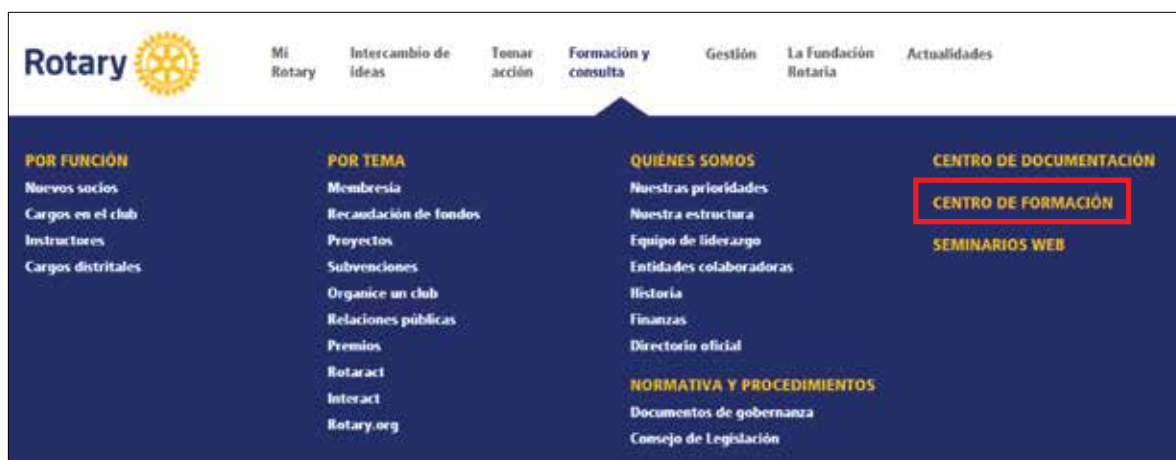 Rotary
Mi
Rotary
Intercambio de
ideas
Tomar
acción
Formación y
consulta
Gestión
La Fundación
Rotaria
Actualidades
POR FUNCIÓN
Nuevos socios
Cargos en el club
Instructores
Cargos distritales
POR TEMA
Membresía
Recaudación de fondos
Proyectos
Subvenciones
Organice un club
Relaciones públicas
Premios
Rotaract
Interact
Rotary.org
QUIÉNES SOMOS
Nuestras prioridades
Nuestra estructura
Equipo de liderazgo
Entidades colaboradoras
Historia
Finanzas
Directorio oficial
NORMATIVA Y PROCEDIMIENTOS
Documentos de gobernanza
Consejo de Legislación
CENTRO DE DOCUMENTACIÓN
CENTRO DE FORMACIÓN
SEMINARIOS WEB